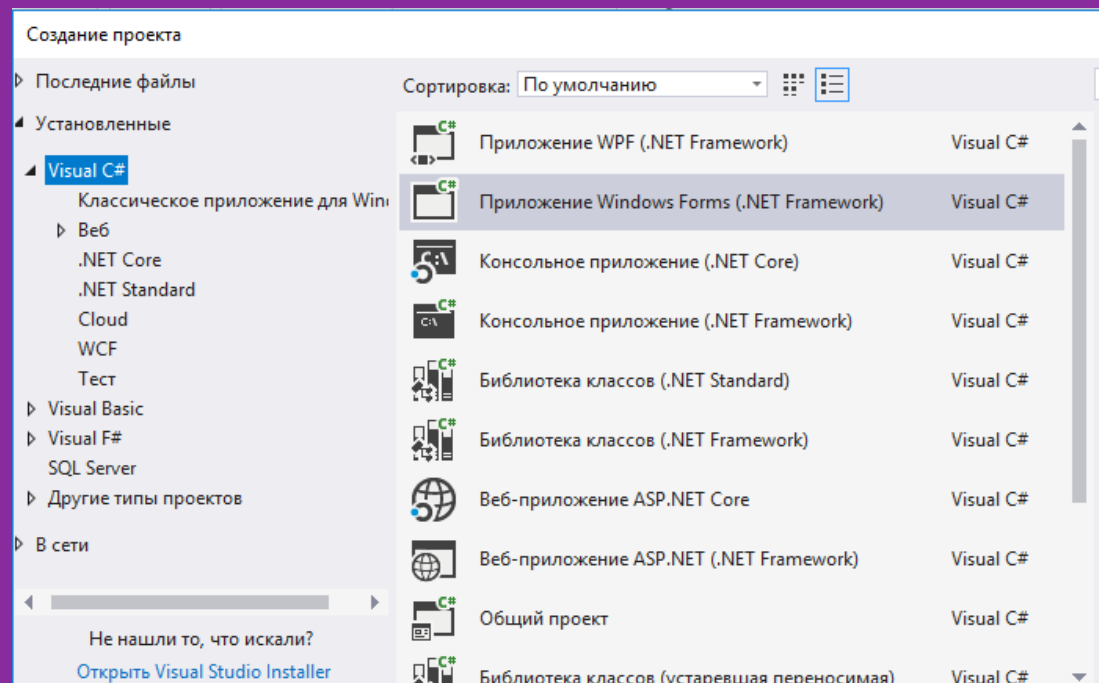 Создание проекта
Последние файлы
Установленные
Visual C#
Классическое приложение для Win
Веб
.NET Core
.NET Standard
Cloud
WCF
Тест
Visual Basic
Visual F#
SQL Server
Другие типы проектов
В сети
Не нашли то, что искали?
Открыть Visual Studio Installer
Сортировка: По умолчанию
Приложение WPF (.NET Framework) Visual C#
Приложение Windows Forms (.NET Framework) Visual C#
Консольное приложение (.NET Core) Visual C#
Консольное приложение (.NET Framework) Visual C#
Библиотека классов (.NET Standard) Visual C#
Библиотека классов (.NET Framework) Visual C#
Веб-приложение ASP.NET Core Visual C#
Веб-приложение ASP.NET (.NET Framework) Visual C#
Общий проект Visual C#
Библиотека классов (устаревшая переносимая) Visual C#